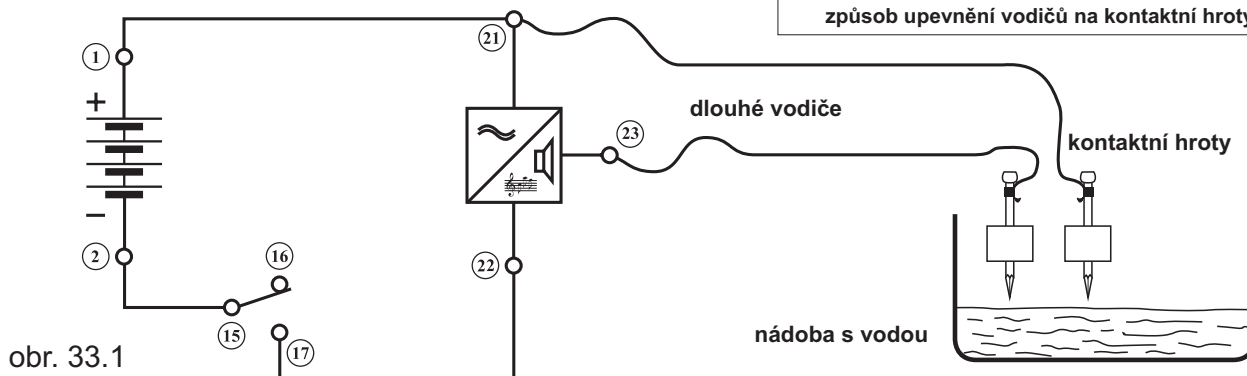 způsob upevnění vodičů na kontaktní hroty
21
1
+
dlouhé vodiče
23
kontaktní hroty
−
2
16
22
15
17
nádoba s vodou
obr. 33.1